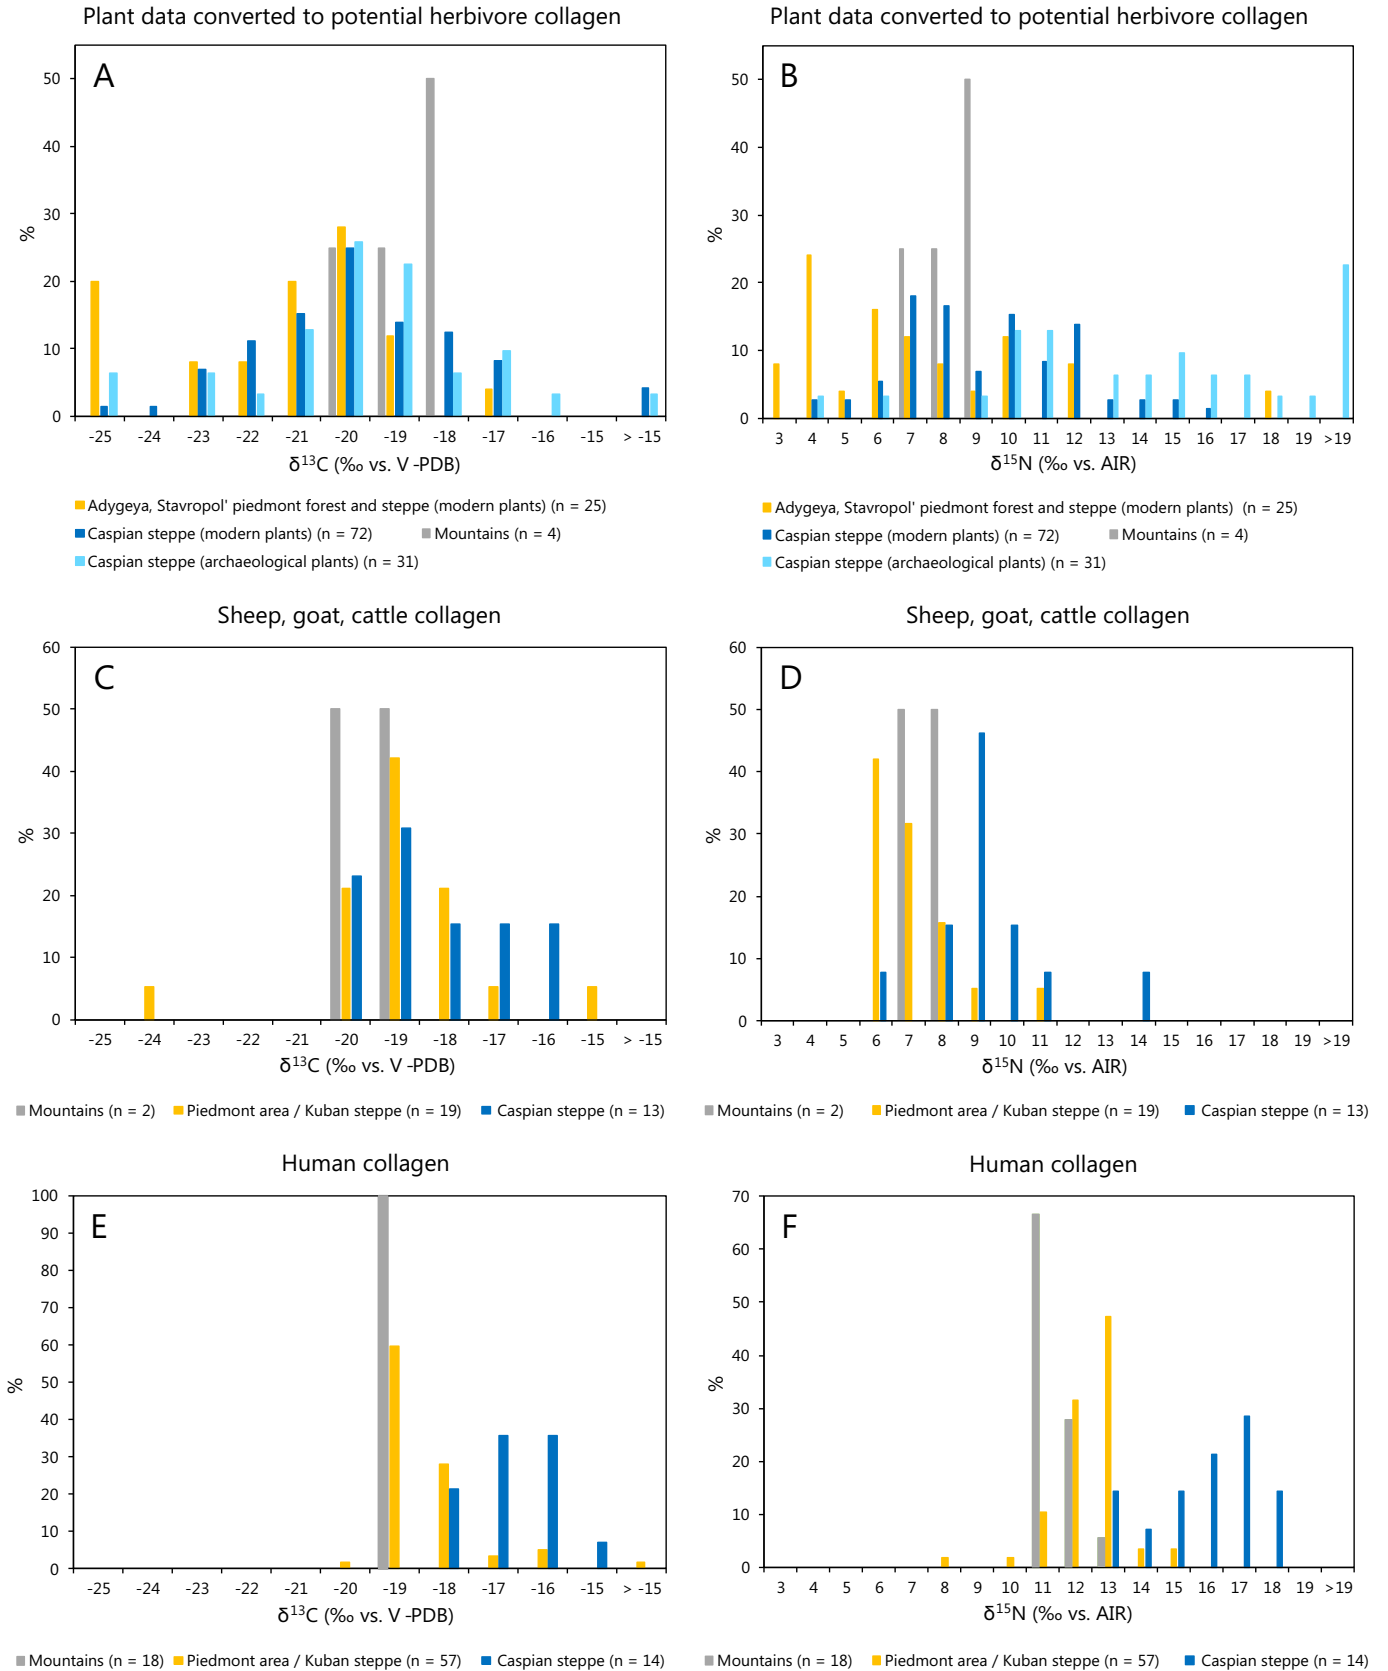 Plant data converted to potential herbivore collagen
A
%
50
40
30
20
10
0
-25 -24 -23 -22 -21 -20 -19 -18 -17 -16 -15 > -15
δ¹³C (‰ vs. V -PDB)
Adygeya, Stavropol' piedmont forest and steppe (modern plants) (n = 25)
Caspian steppe (modern plants) (n = 72) Mountains (n = 4)
Caspian steppe (archaeological plants) (n = 31)
Plant data converted to potential herbivore collagen
B
%
50
40
30
20
10
0
3 4 5 6 7 8 9 10 11 12 13 14 15 16 17 18 19 >19
δ¹⁵N (‰ vs. AIR)
Adygeya, Stavropol' piedmont forest and steppe (modern plants) (n = 25)
Caspian steppe (modern plants) (n = 72) Mountains (n = 4)
Caspian steppe (archaeological plants) (n = 31)
Sheep, goat, cattle collagen
C
%
60
50
40
30
20
10
0
-25 -24 -23 -22 -21 -20 -19 -18 -17 -16 -15 > -15
δ¹³C (‰ vs. V -PDB)
Mountains (n = 2) Piedmont area / Kuban steppe (n = 19) Caspian steppe (n = 13)
Sheep, goat, cattle collagen
D
%
60
50
40
30
20
10
0
3 4 5 6 7 8 9 10 11 12 13 14 15 16 17 18 19 >19
δ¹⁵N (‰ vs. AIR)
Mountains (n = 2) Piedmont area / Kuban steppe (n = 19) Caspian steppe (n = 13)
Human collagen
E
%
100
90
80
70
60
50
40
30
20
10
0
-25 -24 -23 -22 -21 -20 -19 -18 -17 -16 -15 > -15
δ¹³C (‰ vs. V -PDB)
Mountains (n = 18) Piedmont area / Kuban steppe (n = 57) Caspian steppe (n = 14)
Human collagen
F
%
70
60
50
40
30
20
10
0
3 4 5 6 7 8 9 10 11 12 13 14 15 16 17 18 19 >19
δ¹⁵N (‰ vs. AIR)
Mountains (n = 18) Piedmont area / Kuban steppe (n = 57) Caspian steppe (n = 14)